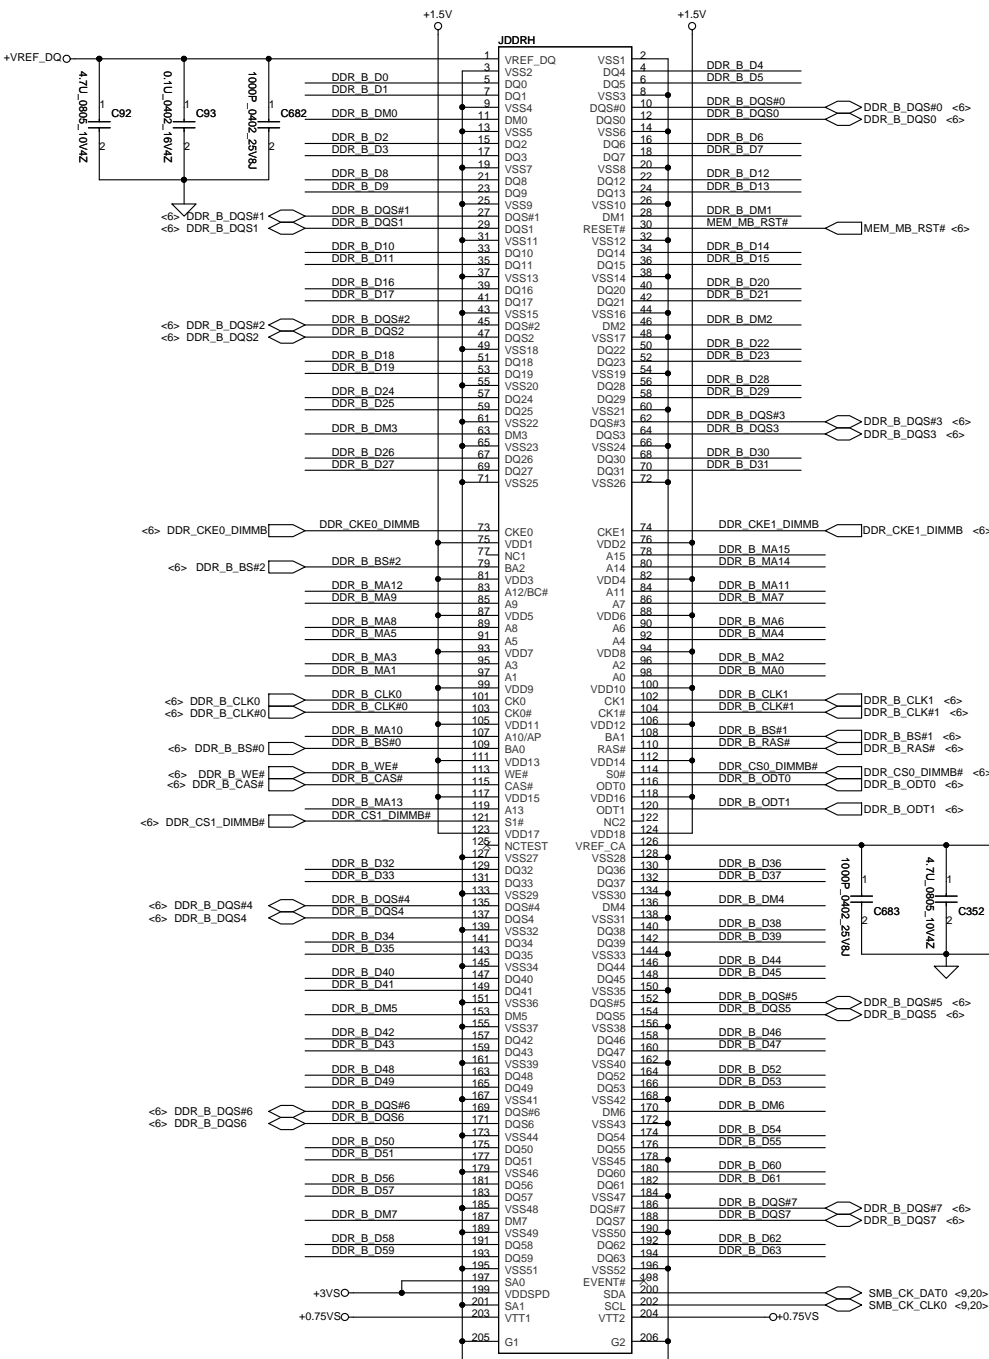 +1.5V +1.5V
JDDRH
+VREF_DQ 1 VREF_DQ VSS1 2
3 VSS2 DQ4 4 DDR_B_D4
DDR_B_D0 5 DQ0 DQ5 6 DDR_B_D5
DDR_B_D1 7 DQ1 VSS3 8
9 VSS4 DQS#0 10 DDR_B_DQS#0 DDR_B_DQS#0 <6>
DDR_B_DM0 11 DM0 DQS0 12 DDR_B_DQS0 DDR_B_DQS0 <6>
13 VSS5 VSS6 14
DDR_B_D2 15 DQ2 DQ6 16 DDR_B_D6
DDR_B_D3 17 DQ3 DQ7 18 DDR_B_D7
19 VSS7 VSS8 20
DDR_B_D8 21 DQ8 DQ12 22 DDR_B_D12
DDR_B_D9 23 DQ9 DQ13 24 DDR_B_D13
25 VSS9 VSS10 26
<6> DDR_B_DQS#1 DDR_B_DQS#1 27 DQS#1 DM1 28 DDR_B_DM1
<6> DDR_B_DQS1 DDR_B_DQS1 29 DQS1 RESET# 30 MEM_MB_RST# MEM_MB_RST# <6>
31 VSS11 VSS12 32
DDR_B_D10 33 DQ10 DQ14 34 DDR_B_D14
DDR_B_D11 35 DQ11 DQ15 36 DDR_B_D15
37 VSS13 VSS14 38
DDR_B_D16 39 DQ16 DQ20 40 DDR_B_D20
DDR_B_D17 41 DQ17 DQ21 42 DDR_B_D21
43 VSS15 VSS16 44
<6> DDR_B_DQS#2 DDR_B_DQS#2 45 DQS#2 DM2 46 DDR_B_DM2
<6> DDR_B_DQS2 DDR_B_DQS2 47 DQS2 VSS17 48
49 VSS18 DQ22 50 DDR_B_D22
DDR_B_D18 51 DQ18 DQ23 52 DDR_B_D23
DDR_B_D19 53 DQ19 VSS19 54
55 VSS20 DQ28 56 DDR_B_D28
DDR_B_D24 57 DQ24 DQ29 58 DDR_B_D29
DDR_B_D25 59 DQ25 VSS21 60
61 VSS22 DQS#3 62 DDR_B_DQS#3 DDR_B_DQS#3 <6>
DDR_B_DM3 63 DM3 DQS3 64 DDR_B_DQS3 DDR_B_DQS3 <6>
65 VSS23 VSS24 66
DDR_B_D26 67 DQ26 DQ30 68 DDR_B_D30
DDR_B_D27 69 DQ27 DQ31 70 DDR_B_D31
71 VSS25 VSS26 72
4.7U_0805_10V4Z 1 2 C92
0.1U_0402_16V4Z 1 2 C93
1000P_0402_25V8J 1 2 C682
<6> DDR_CKE0_DIMMB DDR_CKE0_DIMMB 73 CKE0 CKE1 74 DDR_CKE1_DIMMB DDR_CKE1_DIMMB <6>
75 VDD1 VDD2 76
77 NC1 A15 78 DDR_B_MA15
<6> DDR_B_BS#2 DDR_B_BS#2 79 BA2 A14 80 DDR_B_MA14
81 VDD3 VDD4 82
DDR_B_MA12 83 A12/BC# A11 84 DDR_B_MA11
DDR_B_MA9 85 A9 A7 86 DDR_B_MA7
87 VDD5 VDD6 88
DDR_B_MA8 89 A8 A6 90 DDR_B_MA6
DDR_B_MA5 91 A5 A4 92 DDR_B_MA4
93 VDD7 VDD8 94
DDR_B_MA3 95 A3 A2 96 DDR_B_MA2
DDR_B_MA1 97 A1 A0 98 DDR_B_MA0
99 VDD9 VDD10 100
<6> DDR_B_CLK0 DDR_B_CLK0 101 CK0 CK1 102 DDR_B_CLK1 DDR_B_CLK1 <6>
<6> DDR_B_CLK#0 DDR_B_CLK#0 103 CK0# CK1# 104 DDR_B_CLK#1 DDR_B_CLK#1 <6>
105 VDD11 VDD12 106
DDR_B_MA10 107 A10/AP BA1 108 DDR_B_BS#1 DDR_B_BS#1 <6>
<6> DDR_B_BS#0 DDR_B_BS#0 109 BA0 RAS# 110 DDR_B_RAS# DDR_B_RAS# <6>
111 VDD13 VDD14 112
<6> DDR_B_WE# DDR_B_WE# 113 WE# S0# 114 DDR_CS0_DIMMB# DDR_CS0_DIMMB# <6>
<6> DDR_B_CAS# DDR_B_CAS# 115 CAS# ODT0 116 DDR_B_ODT0 DDR_B_ODT0 <6>
117 VDD15 VDD16 118
DDR_B_MA13 119 A13 ODT1 120 DDR_B_ODT1 DDR_B_ODT1 <6>
<6> DDR_CS1_DIMMB# DDR_CS1_DIMMB# 121 S1# NC2 122
123 VDD17 VDD18 124
125 NCTEST VREF_CA 126
127 VSS27 VSS28 128
DDR_B_D32 129 DQ32 DQ36 130 DDR_B_D36
DDR_B_D33 131 DQ33 DQ37 132 DDR_B_D37
133 VSS29 VSS30 134
<6> DDR_B_DQS#4 DDR_B_DQS#4 135 DQS#4 DM4 136 DDR_B_DM4
<6> DDR_B_DQS4 DDR_B_DQS4 137 DQS4 VSS31 138
139 VSS32 DQ38 140 DDR_B_D38
DDR_B_D34 141 DQ34 DQ39 142 DDR_B_D39
DDR_B_D35 143 DQ35 VSS33 144
145 VSS34 DQ44 146 DDR_B_D44
DDR_B_D40 147 DQ40 DQ45 148 DDR_B_D45
DDR_B_D41 149 DQ41 VSS35 150
1000P_0402_25V8J 1 2 C683
4.7U_0805_10V4Z 1 2 C352
151 VSS36 DQS#5 152 DDR_B_DQS#5 DDR_B_DQS#5 <6>
DDR_B_DM5 153 DM5 DQS5 154 DDR_B_DQS5 DDR_B_DQS5 <6>
155 VSS37 VSS38 156
DDR_B_D42 157 DQ42 DQ46 158 DDR_B_D46
DDR_B_D43 159 DQ43 DQ47 160 DDR_B_D47
161 VSS39 VSS40 162
DDR_B_D48 163 DQ48 DQ52 164 DDR_B_D52
DDR_B_D49 165 DQ49 DQ53 166 DDR_B_D53
167 VSS41 VSS42 168
<6> DDR_B_DQS#6 DDR_B_DQS#6 169 DQS#6 DM6 170 DDR_B_DM6
<6> DDR_B_DQS6 DDR_B_DQS6 171 DQS6 VSS43 172
173 VSS44 DQ54 174 DDR_B_D54
DDR_B_D50 175 DQ50 DQ55 176 DDR_B_D55
DDR_B_D51 177 DQ51 VSS45 178
179 VSS46 DQ60 180 DDR_B_D60
DDR_B_D56 181 DQ56 DQ61 182 DDR_B_D61
DDR_B_D57 183 DQ57 VSS47 184
185 VSS48 DQS#7 186 DDR_B_DQS#7 DDR_B_DQS#7 <6>
DDR_B_DM7 187 DM7 DQS7 188 DDR_B_DQS7 DDR_B_DQS7 <6>
189 VSS49 VSS50 190
DDR_B_D58 191 DQ58 DQ62 192 DDR_B_D62
DDR_B_D59 193 DQ59 DQ63 194 DDR_B_D63
195 VSS51 VSS52 196
197 SA0 EVENT# 198
+3VS 199 VDDSPD SDA 200 SMB_CK_DAT0 <9,20>
201 SA1 SCL 202 SMB_CK_CLK0 <9,20>
+0.75VS 203 VTT1 VTT2 204 +0.75VS
205 G1 G2 206